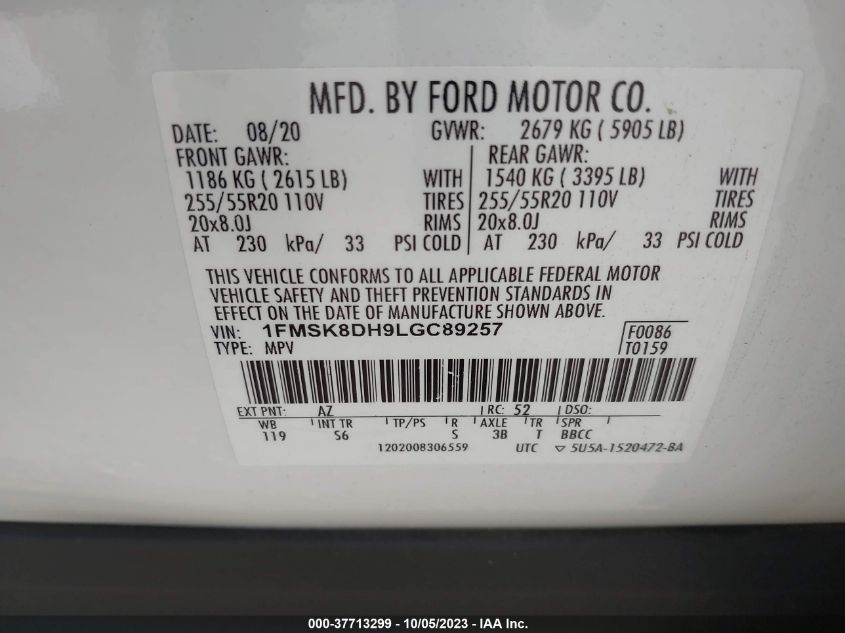 MFD. BY FORD MOTOR CO.
DATE: 08/20 GVWR: 2679 KG ( 5905 LB)
FRONT GAWR: REAR GAWR:
1186 KG ( 2615 LB) WITH 1540 KG ( 3395 LB) WITH
255/55R20 110V TIRES 255/55R20 110V TIRES
20x8.0J RIMS 20x8.0J RIMS
AT 230 kPa/ 33 PSI COLD AT 230 kPa/ 33 PSI COLD
THIS VEHICLE CONFORMS TO ALL APPLICABLE FEDERAL MOTOR
VEHICLE SAFETY AND THEFT PREVENTION STANDARDS IN
EFFECT ON THE DATE OF MANUFACTURE SHOWN ABOVE.
VIN: 1FMSK8DH9LGC89257 F0086
TYPE: MPV T0159
EXT PNT: AZ RC: 52 DSO:
WB INT TR TP/PS R AXLE TR SPR
119 S6 S 3B T BBCC
1202008306559 UTC ▽ 5U5A-1520472-BA
000-37713299 - 10/05/2023 - IAA Inc.